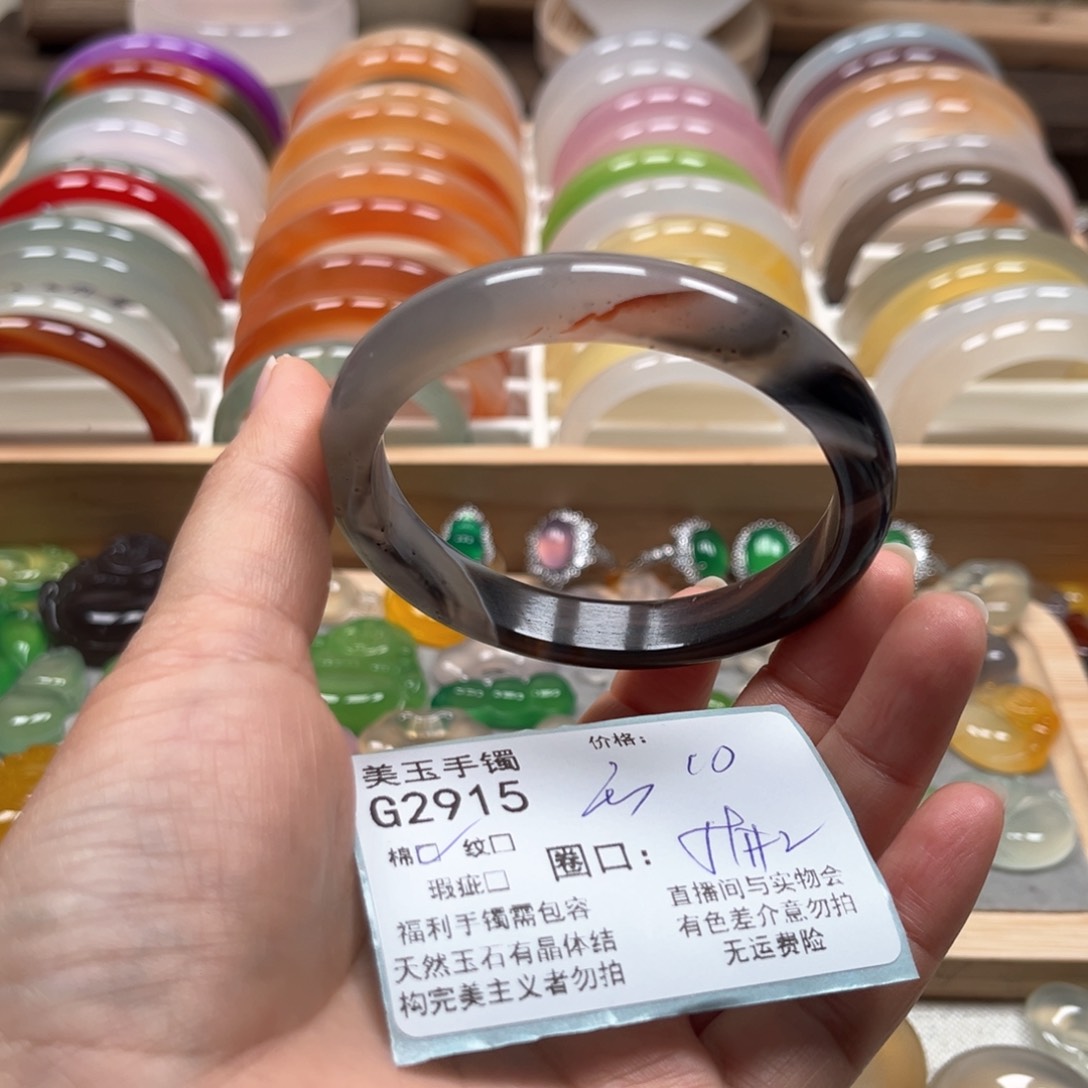 美玉手镯
价格：
G2915
棉☑ 纹□
圈口：
瑕疵□
福利手镯需包容
天然玉石有晶体结
构完美主义者勿拍
直播间与实物会
有色差介意勿拍
无运费险